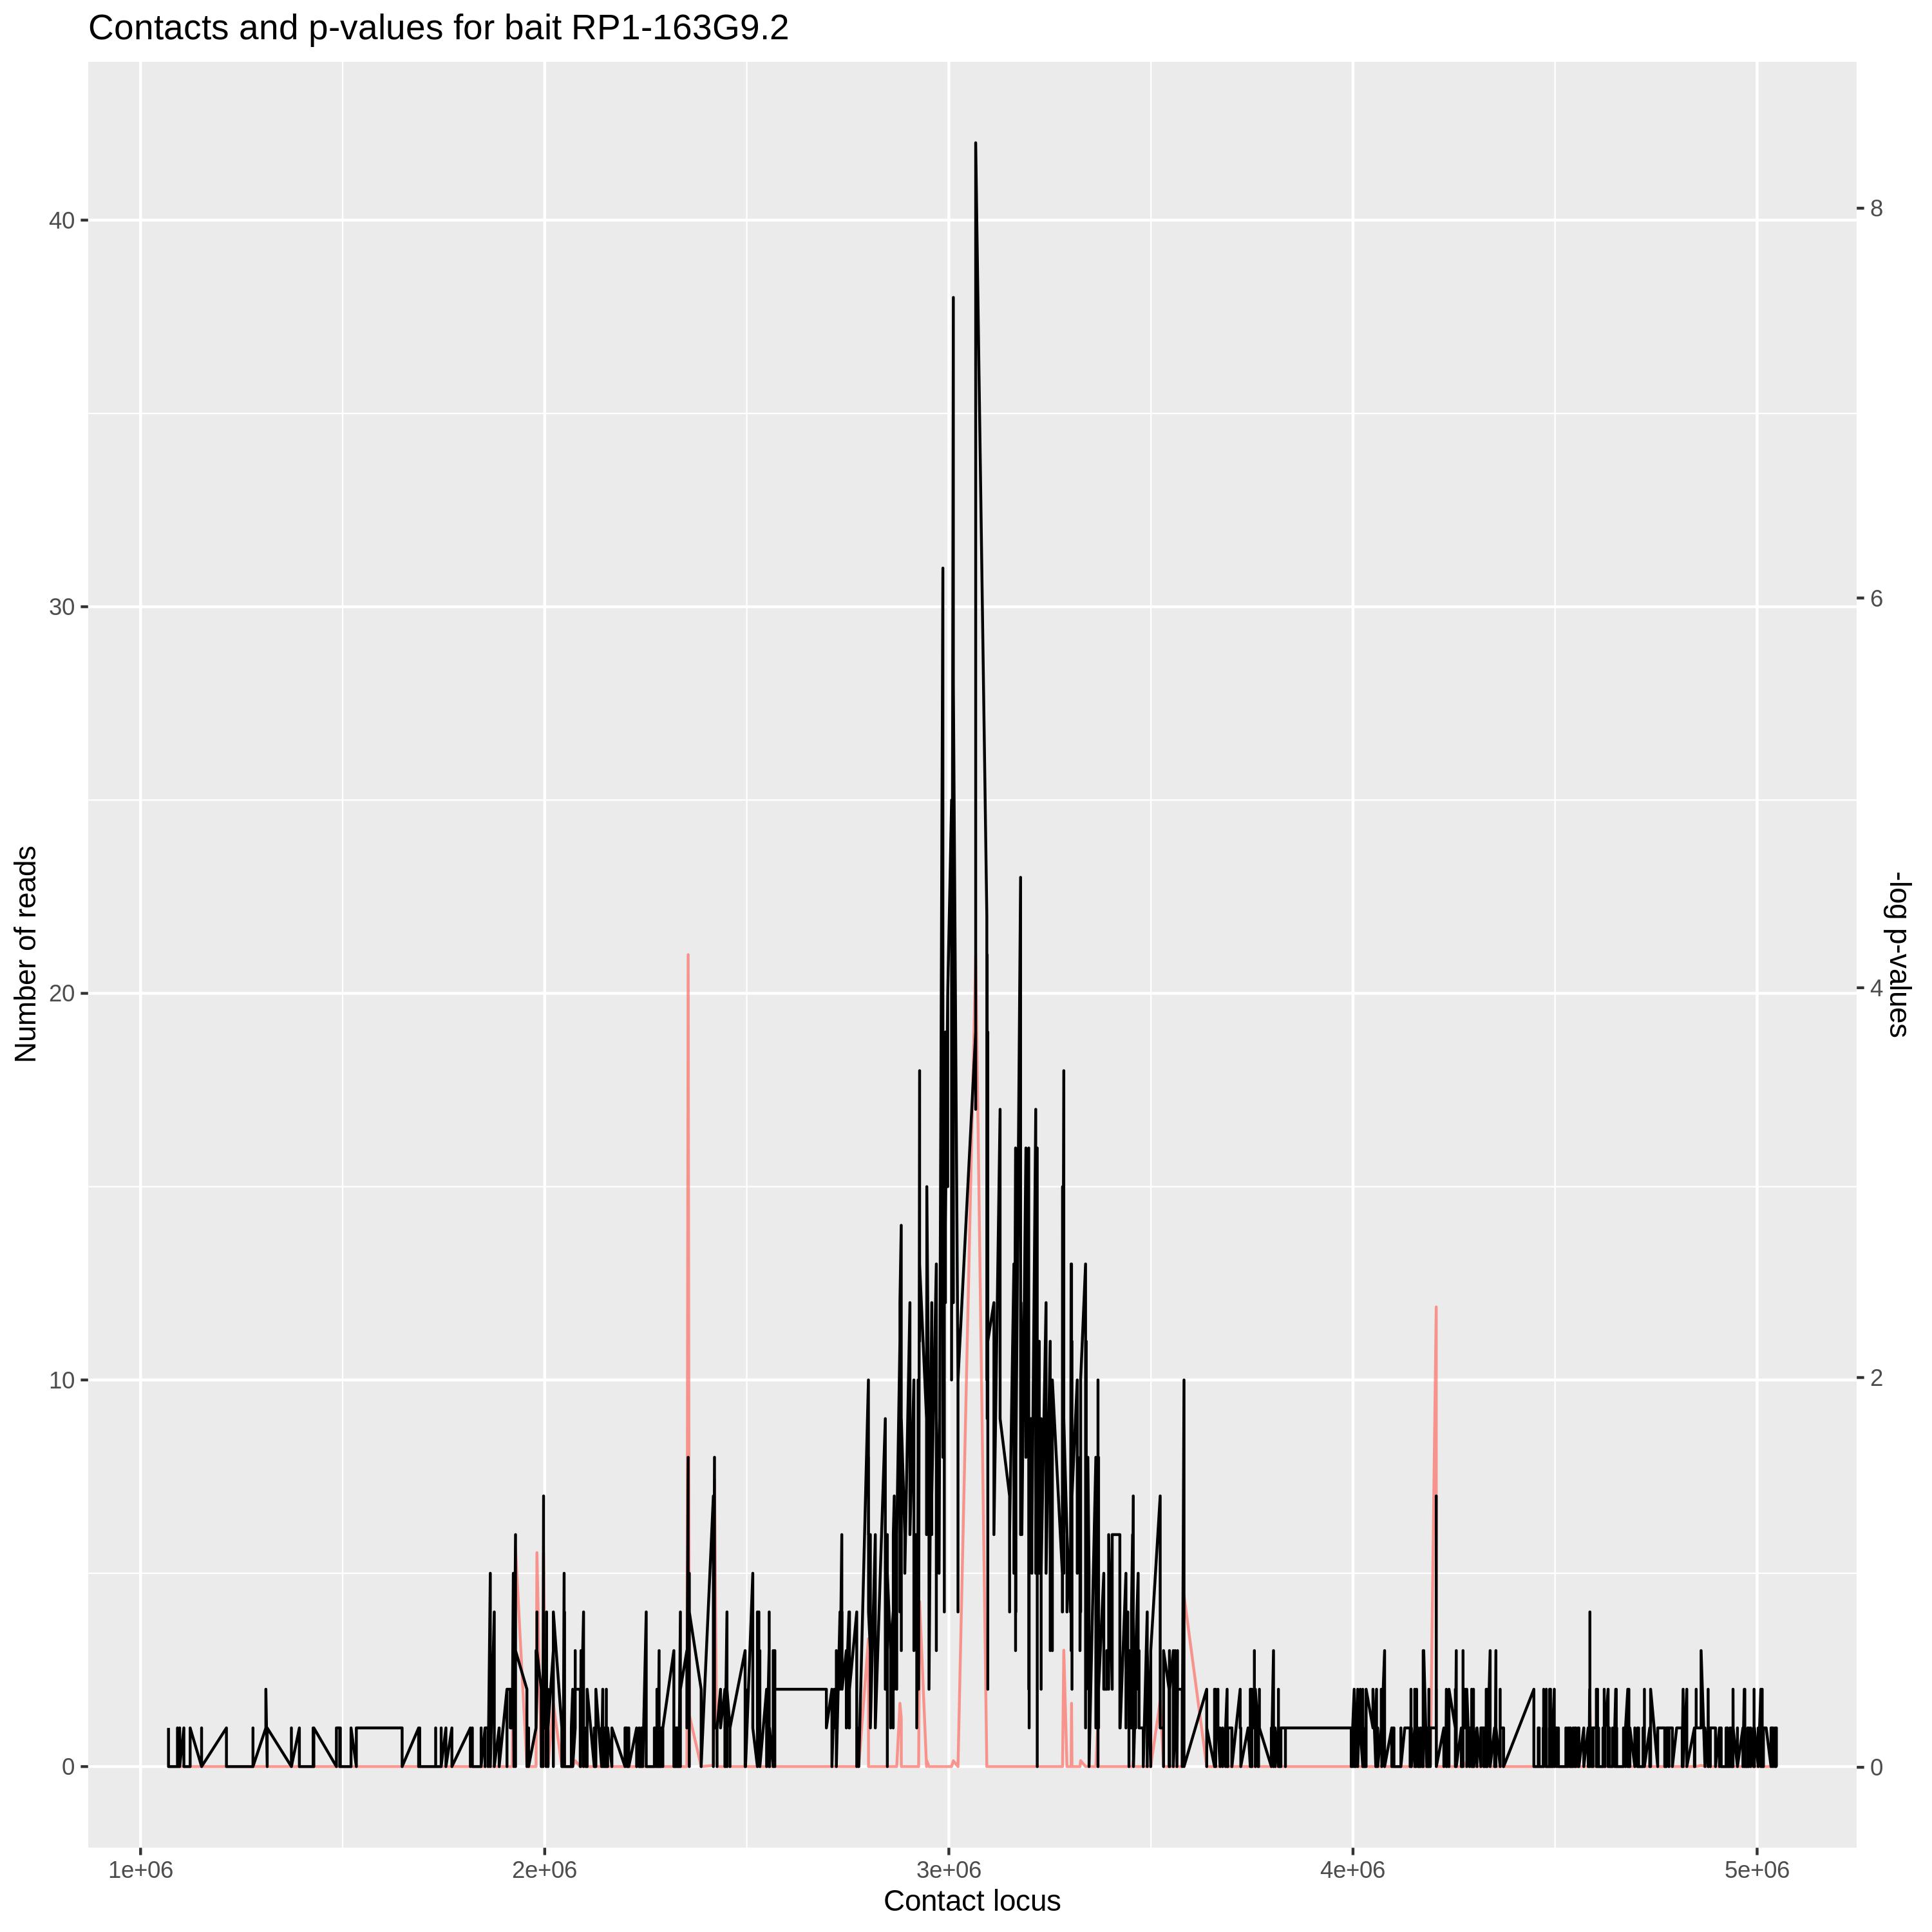 Contacts and p-values for bait RP1-163G9.2
Number of reads
40
30
20
10
0
8
6
4
2
0
-log p-values
1e+06 2e+06 3e+06 4e+06 5e+06
Contact locus